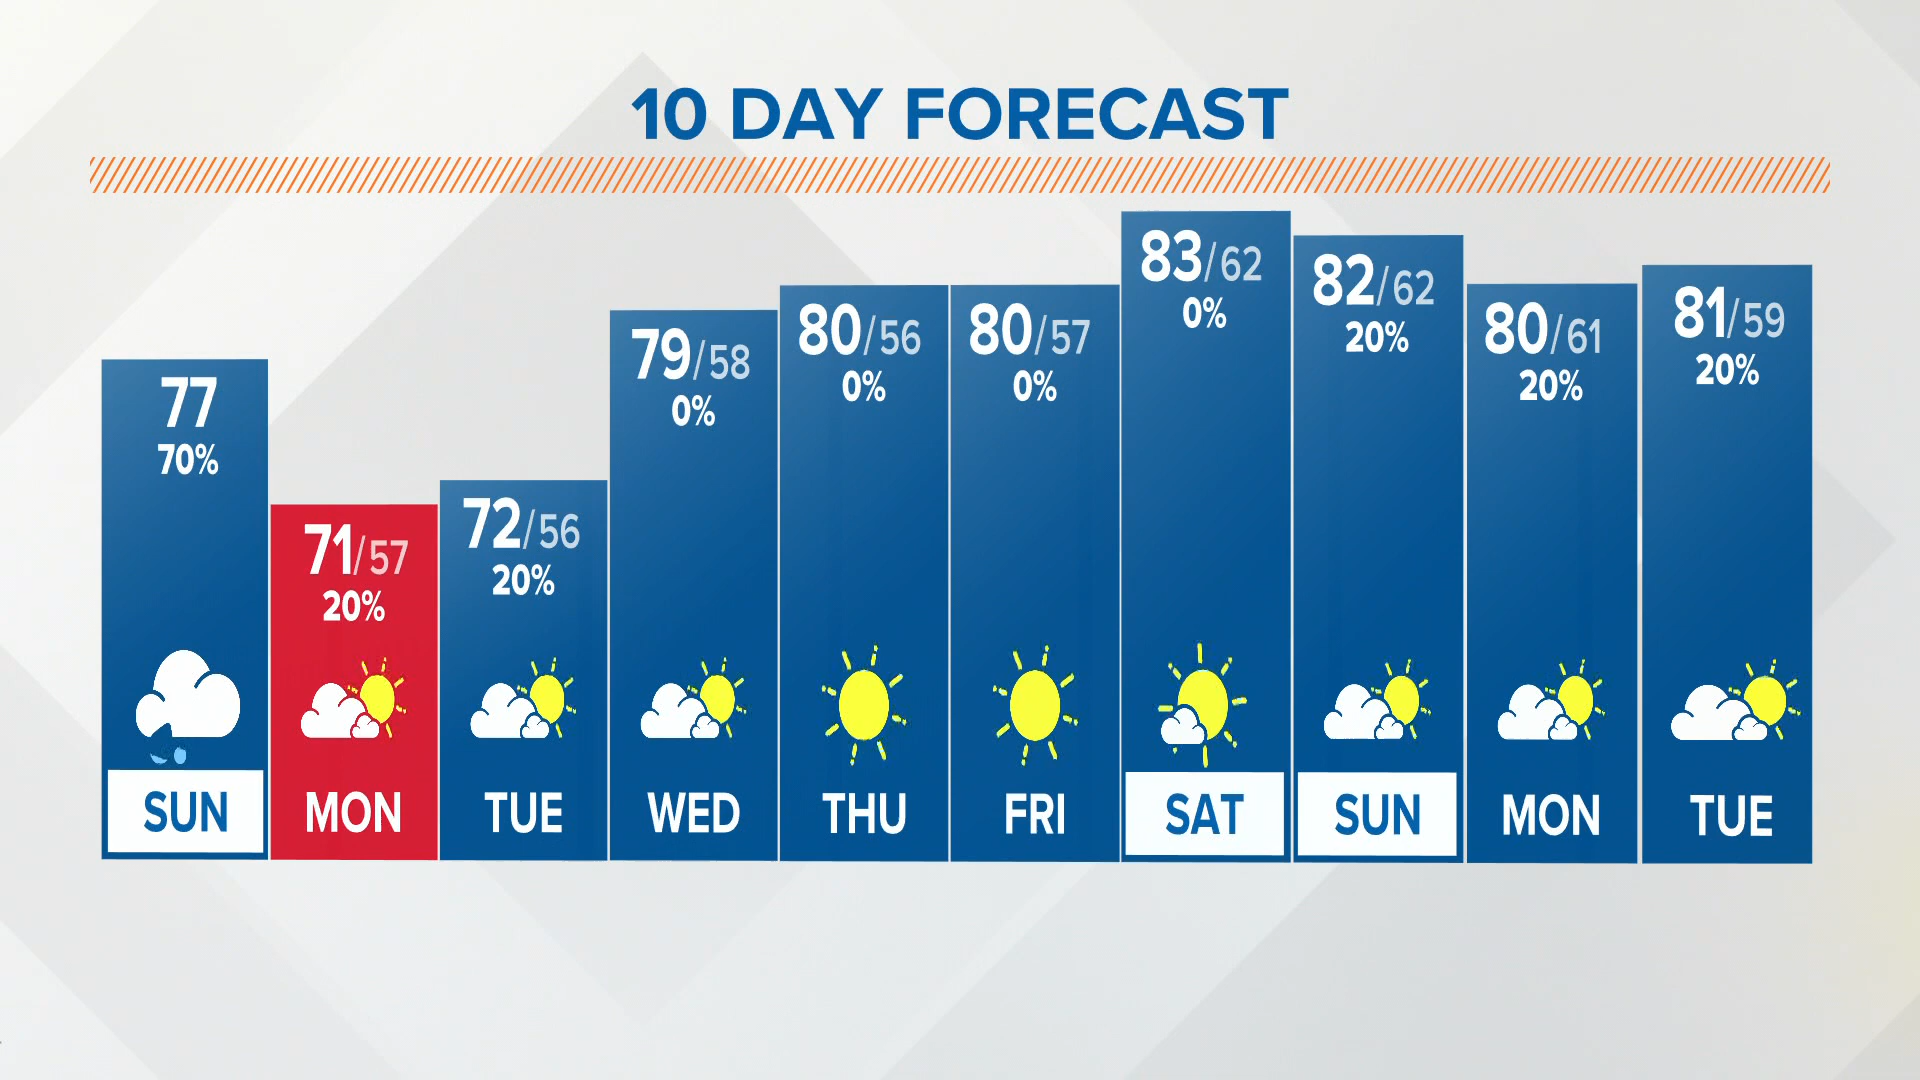 10 DAY FORECAST
77
70%
SUN
71/57
20%
MON
72/56
20%
TUE
79/58
0%
WED
80/56
0%
THU
80/57
0%
FRI
83/62
0%
SAT
82/62
20%
SUN
80/61
20%
MON
81/59
20%
TUE